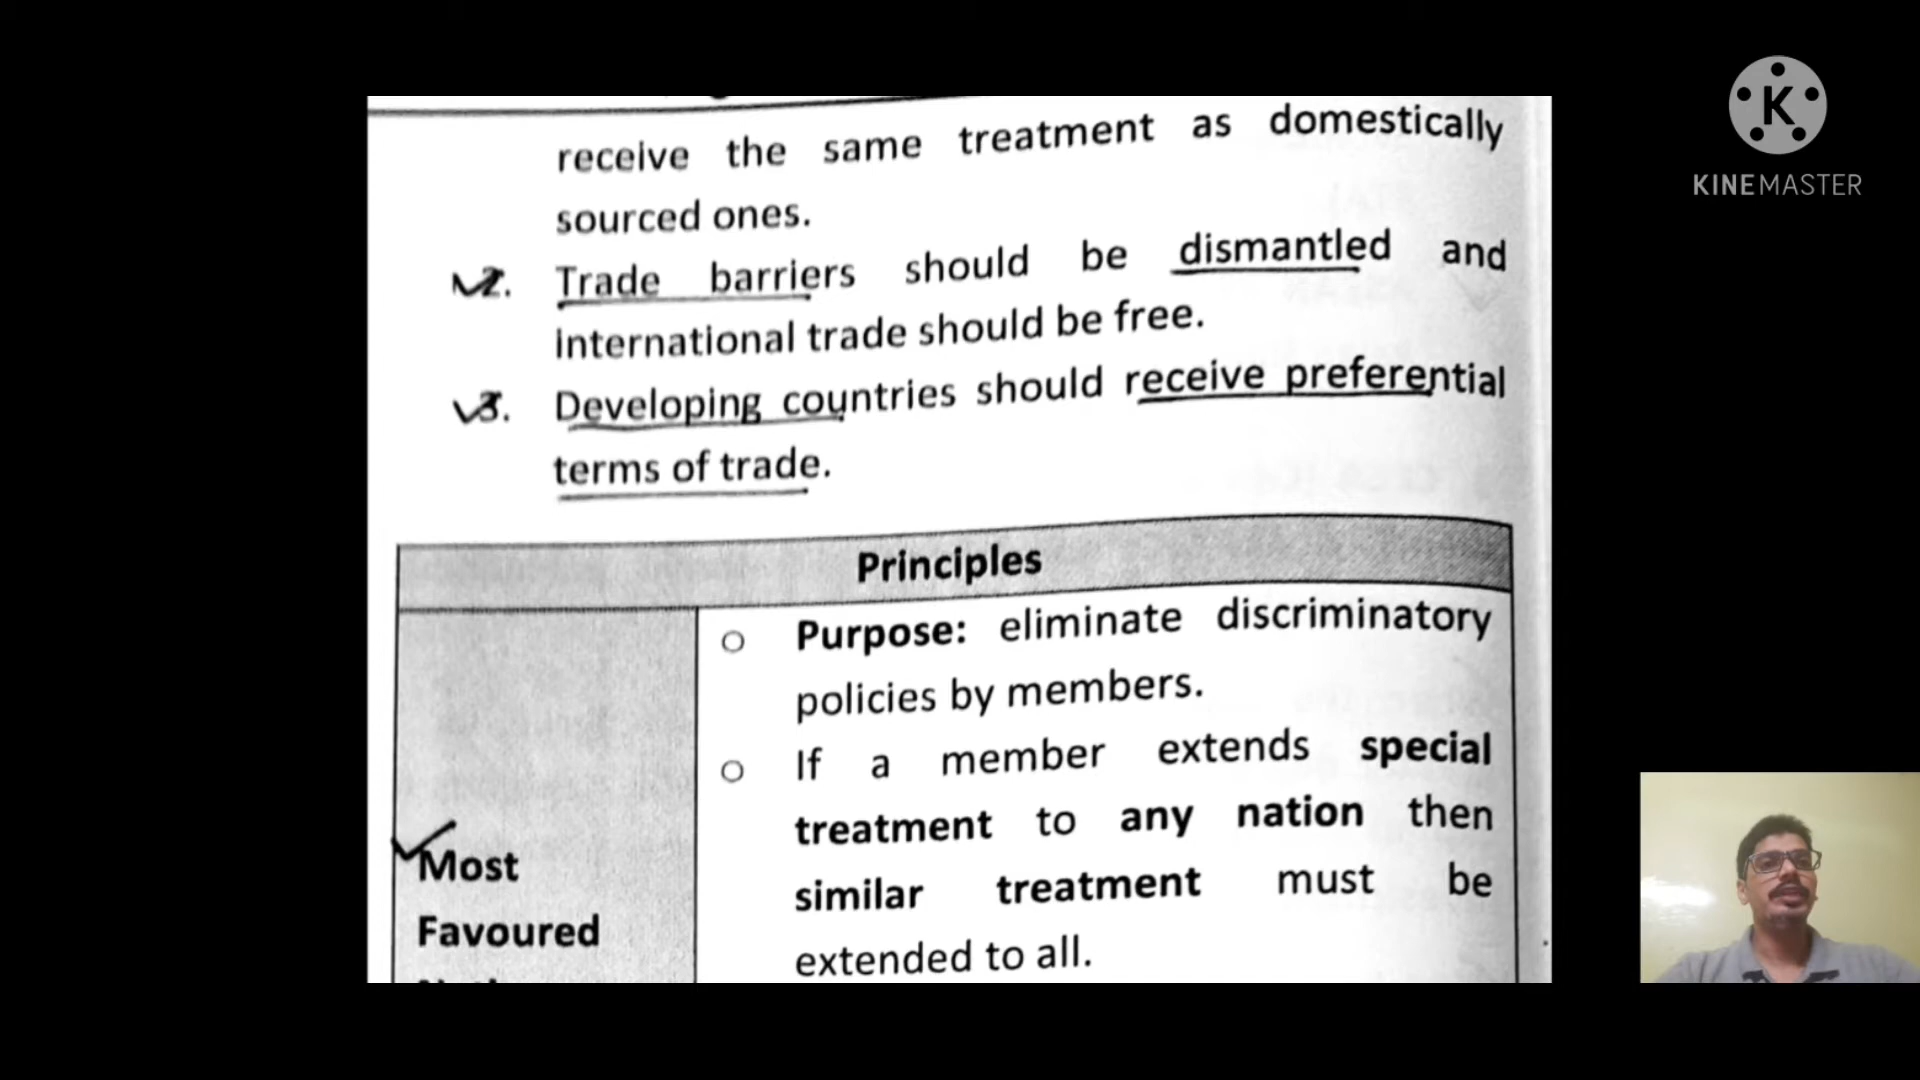 receive the same treatment as domestically
sourced ones.
2. Trade barriers should be dismantled and
international trade should be free.
3. Developing countries should receive preferential
terms of trade.
Principles
○ Purpose: eliminate discriminatory
policies by members.
○ If a member extends special
treatment to any nation then
similar treatment must be
extended to all.
Most
Favoured
K
KINEMASTER